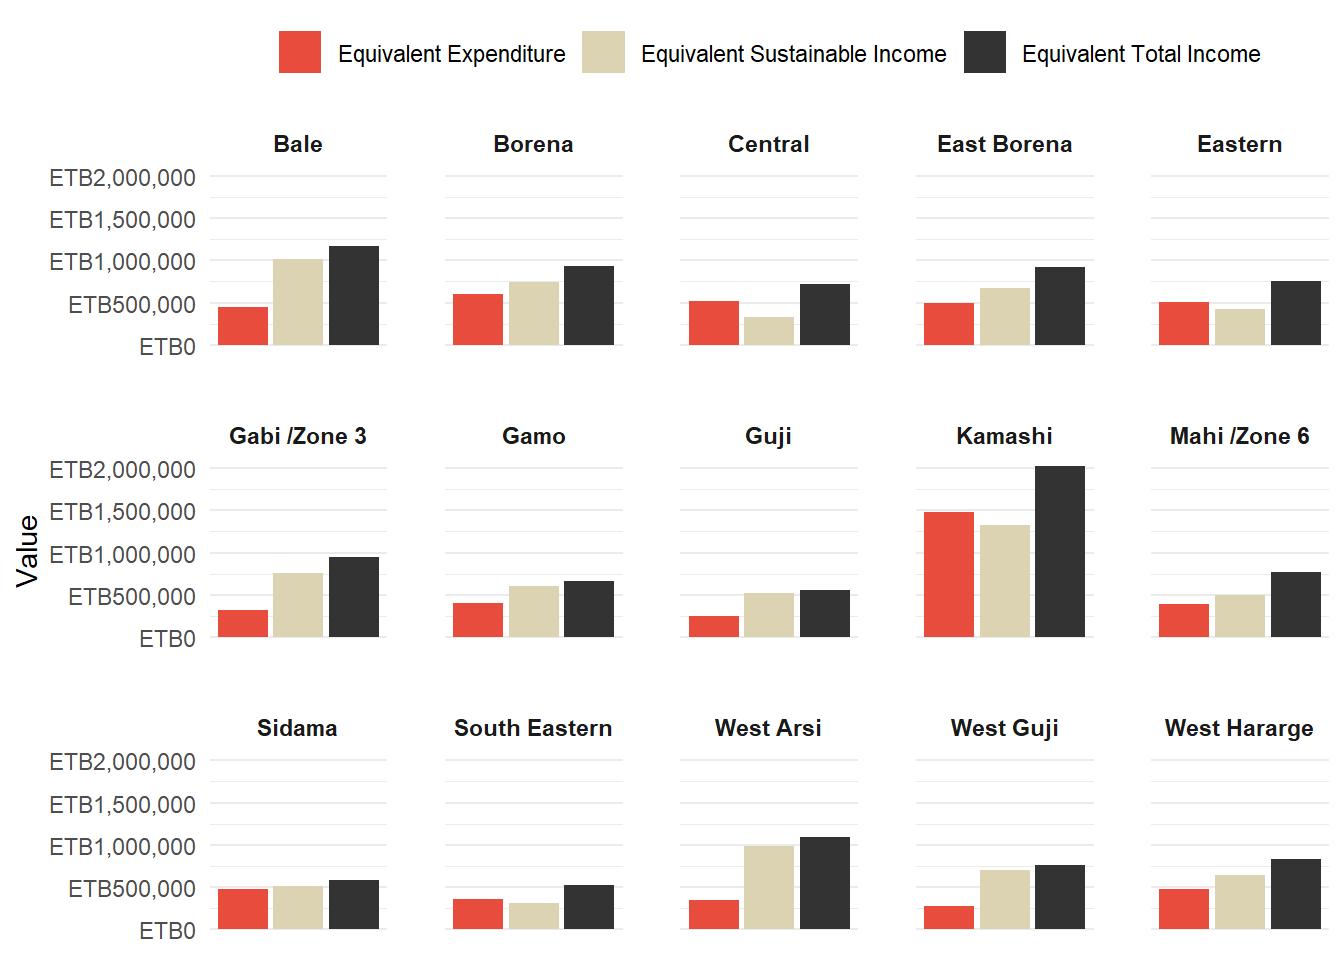 Equivalent Expenditure Equivalent Sustainable Income Equivalent Total Income
Bale Borena Central East Borena Eastern
ETB2,000,000
ETB1,500,000
ETB1,000,000
ETB500,000
ETB0
Gabi /Zone 3 Gamo Guji Kamashi Mahi /Zone 6
ETB2,000,000
ETB1,500,000
ETB1,000,000
ETB500,000
ETB0
Value
Sidama South Eastern West Arsi West Guji West Hararge
ETB2,000,000
ETB1,500,000
ETB1,000,000
ETB500,000
ETB0